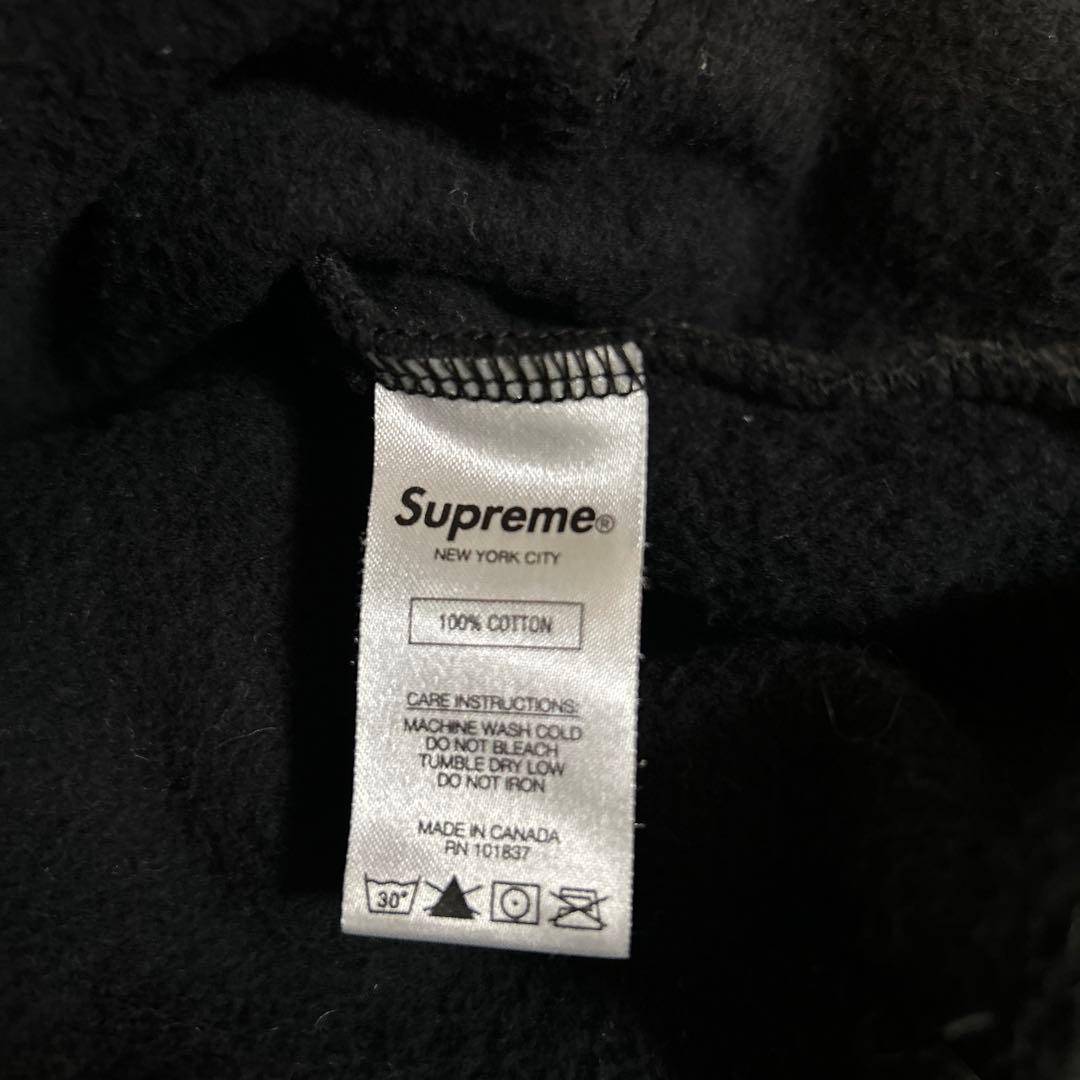 Supreme®
NEW YORK CITY
100% COTTON
CARE INSTRUCTIONS:
MACHINE WASH COLD
DO NOT BLEACH
TUMBLE DRY LOW
DO NOT IRON
MADE IN CANADA
RN 101837
30°